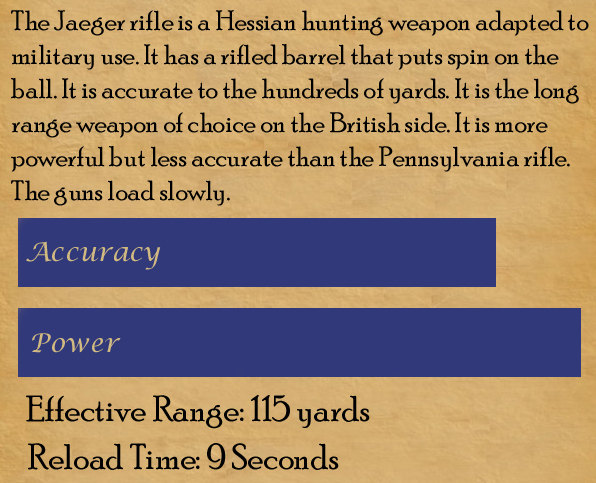 The Jaeger rifle is a Hessian hunting weapon adapted to
military use. It has a rifled barrel that puts spin on the
ball. It is accurate to the hundreds of yards. It is the long
range weapon of choice on the British side. It is more
powerful but less accurate than the Pennsylvania rifle.
The guns load slowly.
Accuracy
Power
Effective Range: 115 yards
Reload Time: 9 Seconds